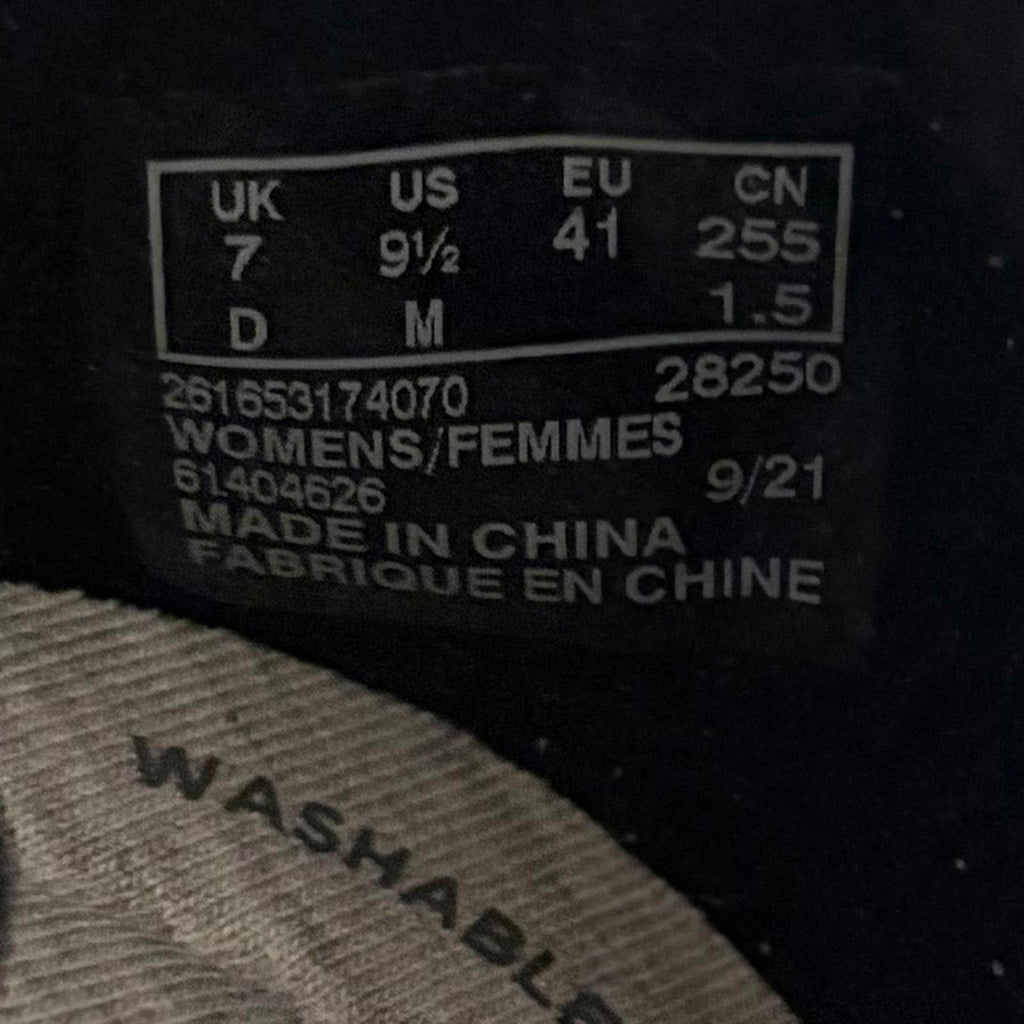 UK US EU CN
7 9½ 41 255
D M 1.5
261653174070 28250
WOMENS/FEMMES
61404626 9/21
MADE IN CHINA
FABRIQUE EN CHINE
WASHABLE